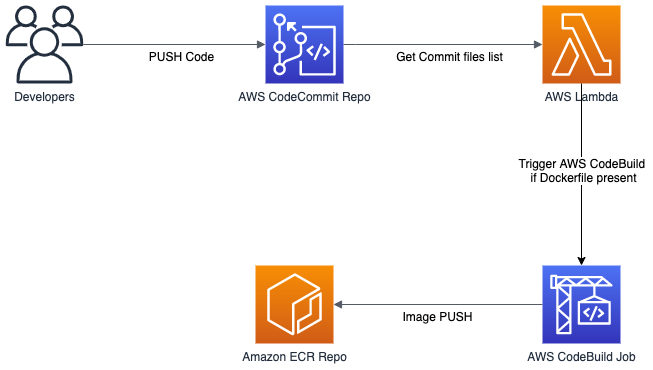 PUSH Code
Get Commit files list
Developers
AWS CodeCommit Repo
AWS Lambda
Trigger AWS CodeBuild
if Dockerfile present
Image PUSH
Amazon ECR Repo
AWS CodeBuild Job